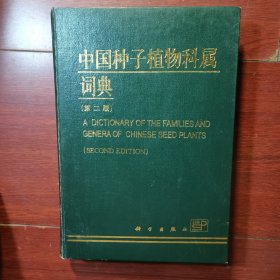 中国种子植物科属
词典
(第二版)
A DICTIONARY OF THE FAMILIES AND
GENERA OF CHINESE SEED PLANTS
(SECOND EDITION)
科学出版社